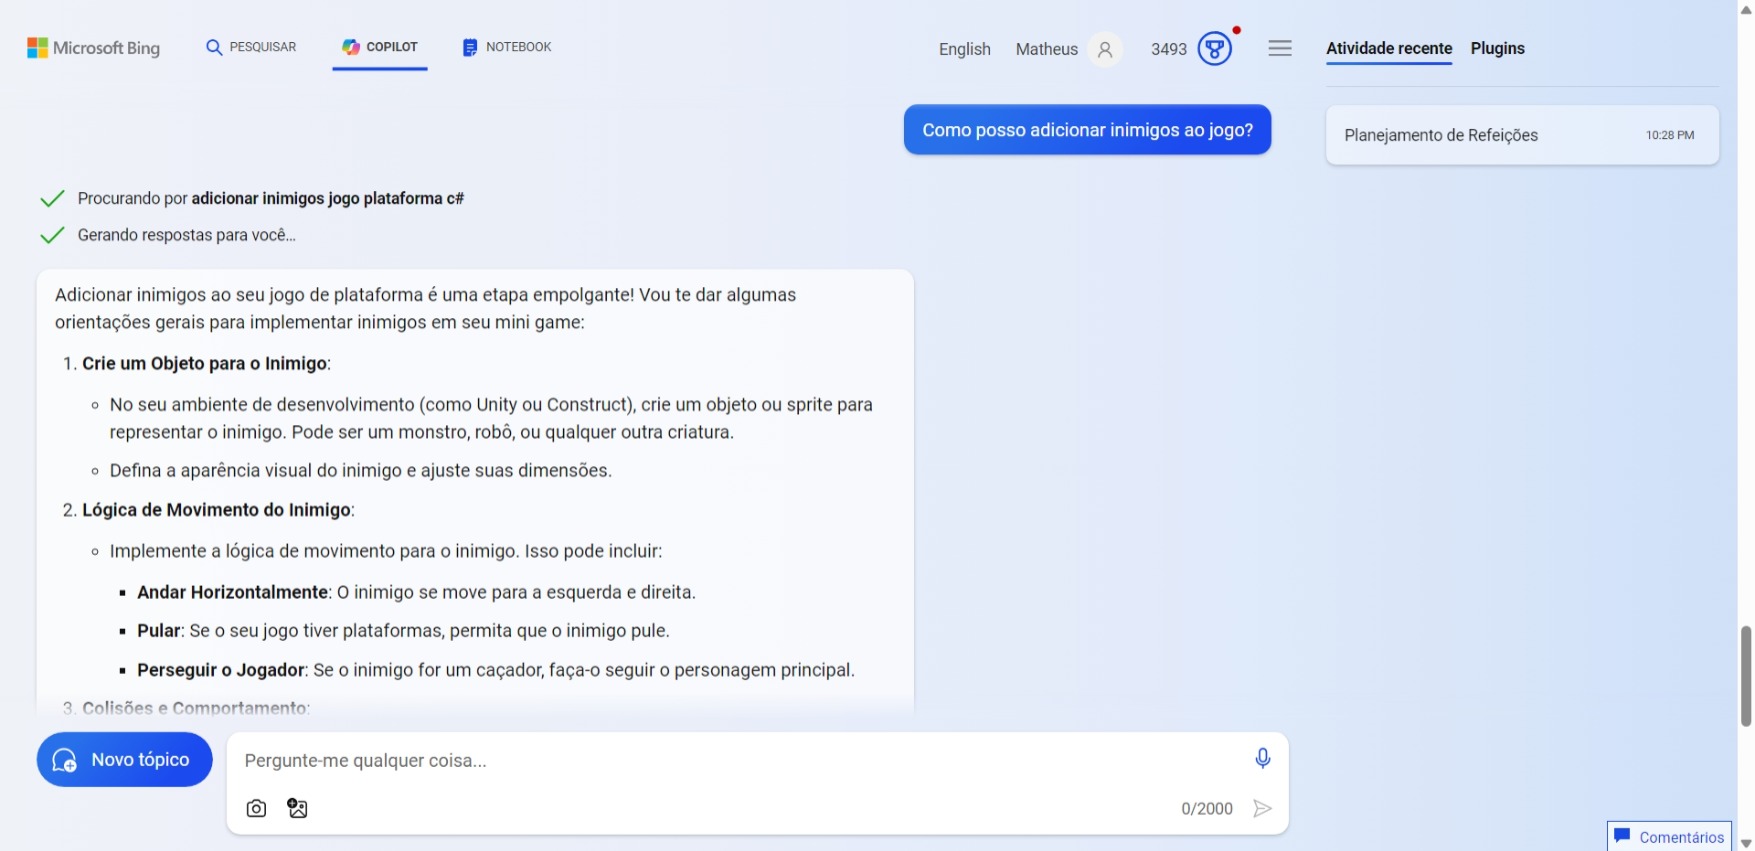 Microsoft Bing
PESQUISAR
COPILOT
NOTEBOOK
English
Matheus
3493
Atividade recente
Plugins
Como posso adicionar inimigos ao jogo?
Planejamento de Refeições
10:28 PM
Procurando por adicionar inimigos jogo plataforma c#
Gerando respostas para você...
Adicionar inimigos ao seu jogo de plataforma é uma etapa empolgante! Vou te dar algumas
orientações gerais para implementar inimigos em seu mini game:
1. Crie um Objeto para o Inimigo:
No seu ambiente de desenvolvimento (como Unity ou Construct), crie um objeto ou sprite para
representar o inimigo. Pode ser um monstro, robô, ou qualquer outra criatura.
Defina a aparência visual do inimigo e ajuste suas dimensões.
2. Lógica de Movimento do Inimigo:
Implemente a lógica de movimento para o inimigo. Isso pode incluir:
Andar Horizontalmente: O inimigo se move para a esquerda e direita.
Pular: Se o seu jogo tiver plataformas, permita que o inimigo pule.
Perseguir o Jogador: Se o inimigo for um caçador, faça-o seguir o personagem principal.
3. Colisões e Comportamento:
Novo tópico
Pergunte-me qualquer coisa...
0/2000
Comentários